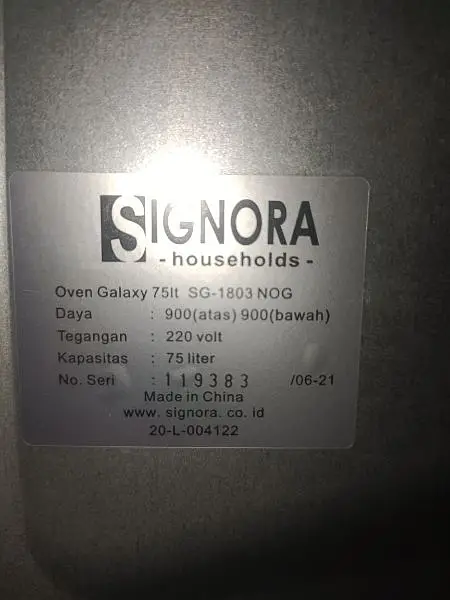 SIGNORA
- households -
Oven Galaxy 75lt SG-1803 NOG
Daya : 900(atas) 900(bawah)
Tegangan : 220 volt
Kapasitas : 75 liter
No. Seri : 119383 /06-21
Made in China
www. signora. co. id
20-L-004122